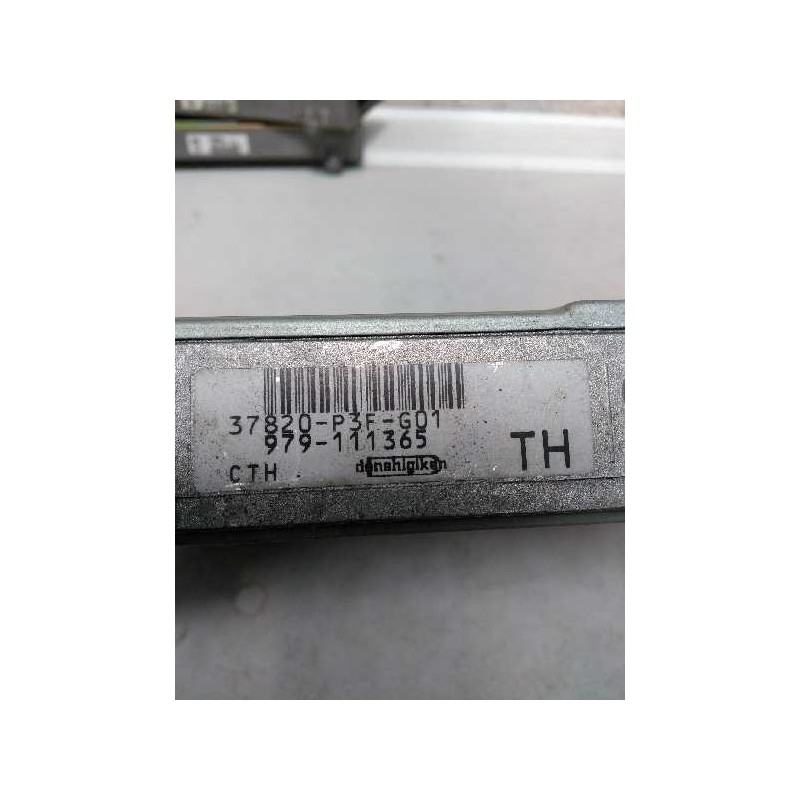 37820-P3F-G01
979-111365
CTH denshigiken TH